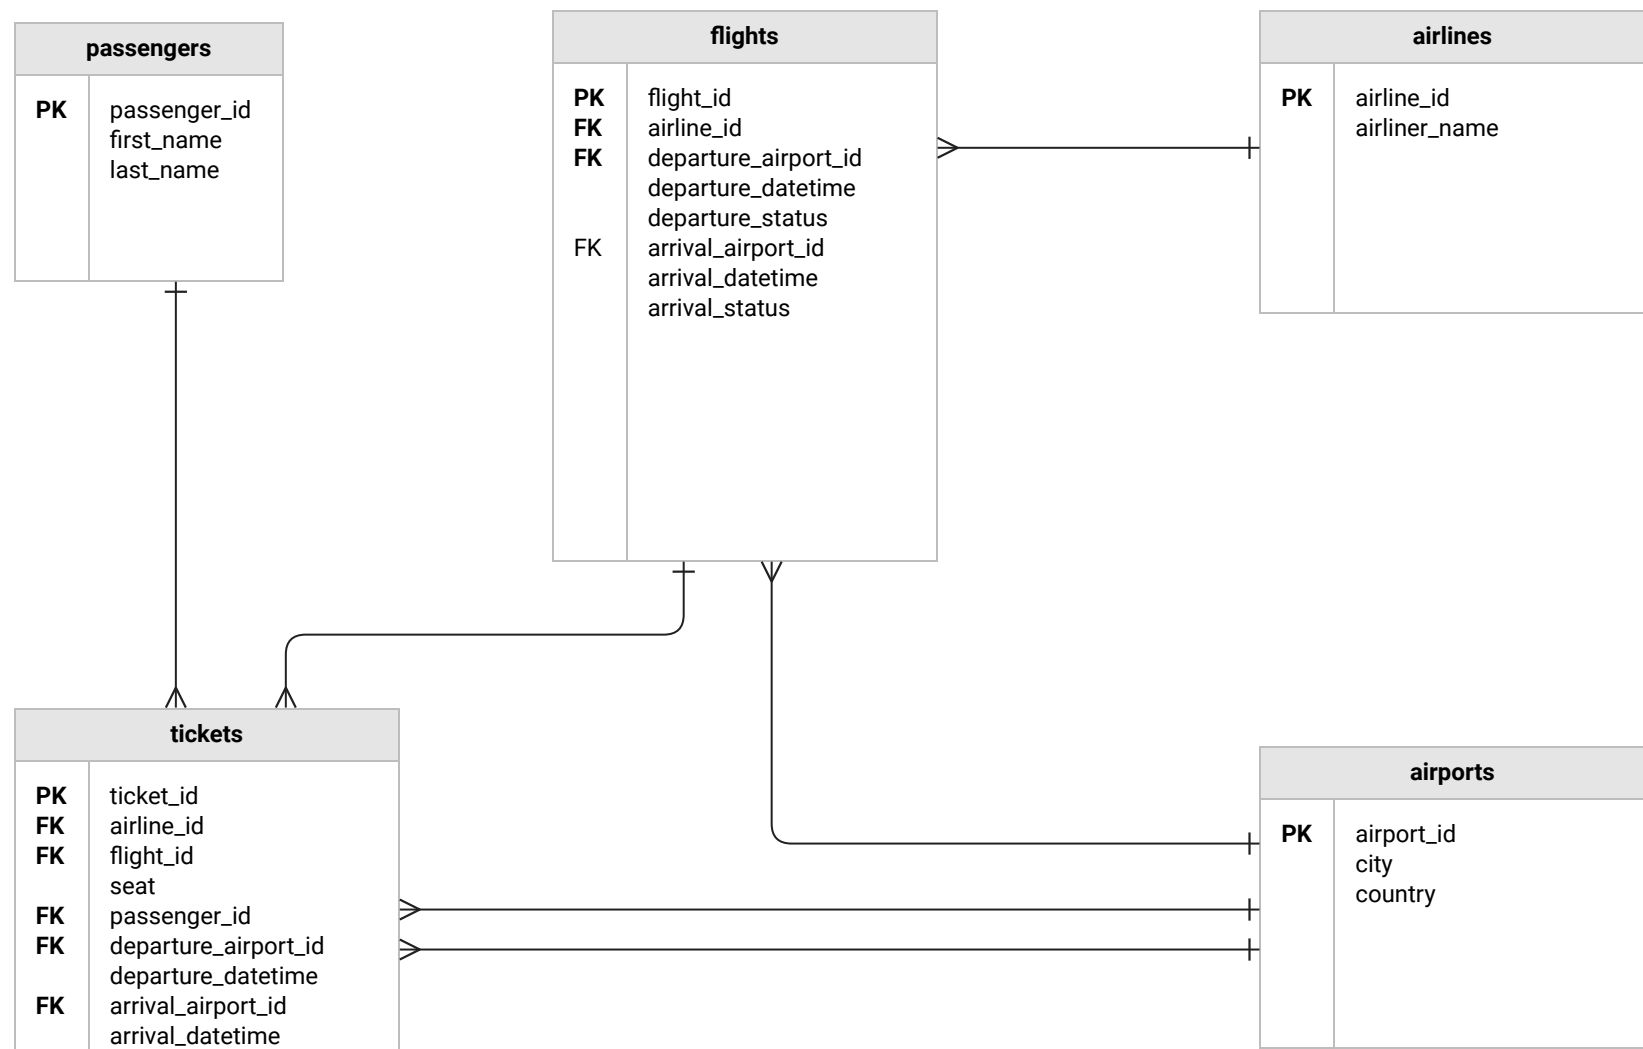 passengers
PK passenger_id
first_name
last_name
flights
PK flight_id
FK airline_id
FK departure_airport_id
departure_datetime
departure_status
FK arrival_airport_id
arrival_datetime
arrival_status
airlines
PK airline_id
airliner_name
tickets
PK ticket_id
FK airline_id
FK flight_id
seat
FK passenger_id
FK departure_airport_id
departure_datetime
FK arrival_airport_id
arrival_datetime
airports
PK airport_id
city
country